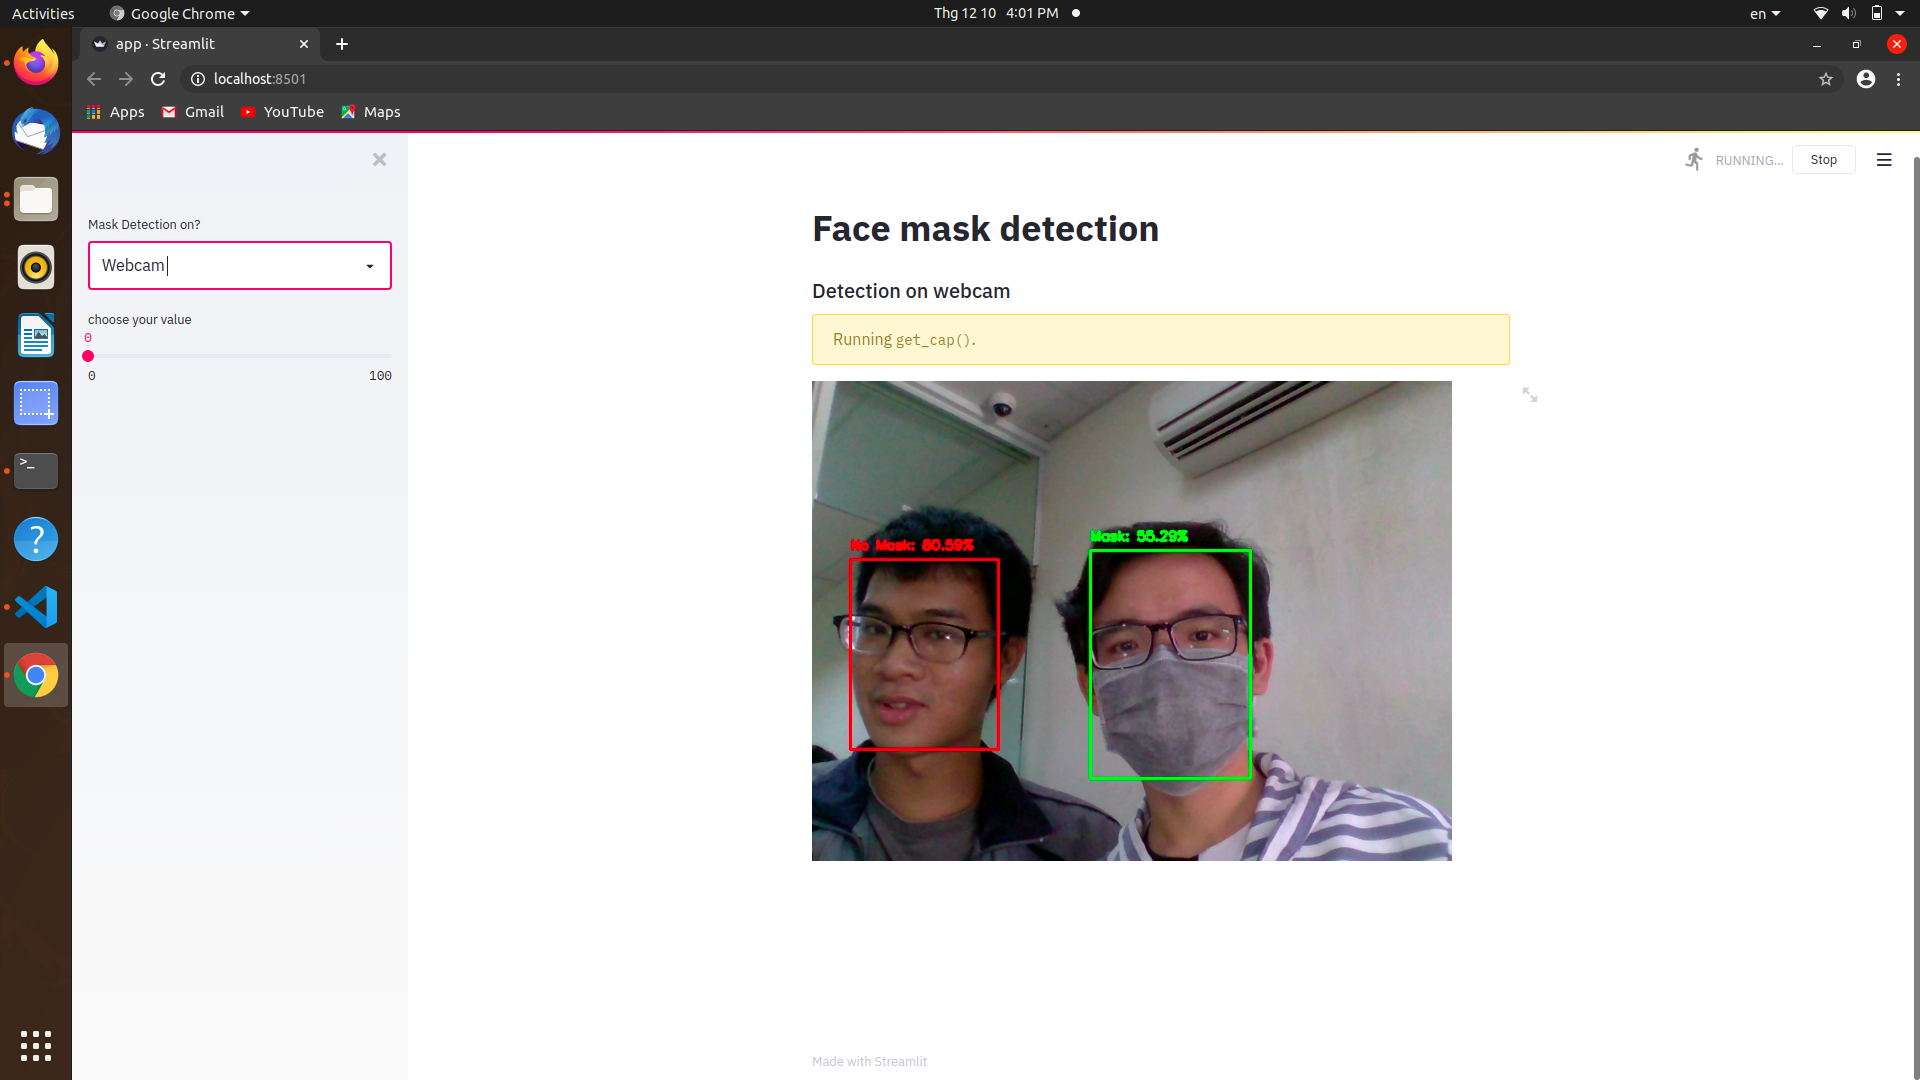 Activities
Google Chrome
Thg 12 10 4:01 PM
en
app · Streamlit
localhost:8501
Apps
Gmail
YouTube
Maps
RUNNING...
Stop
Mask Detection on?
Webcam
choose your value
0
0
100
Face mask detection
Detection on webcam
Running get_cap().
No Mask: 80.59%
Mask: 55.29%
Made with Streamlit